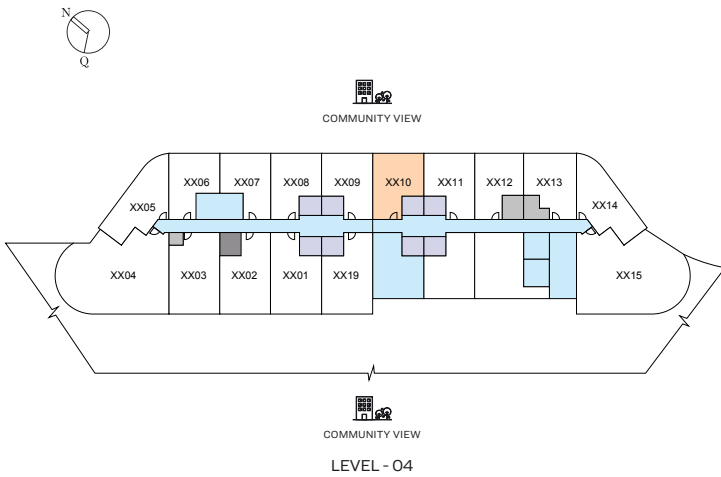 N
Q
COMMUNITY VIEW
XX06 XX07 XX08 XX09 XX10 XX11 XX12 XX13
XX05 XX14
XX04 XX03 XX02 XX01 XX19 XX15
COMMUNITY VIEW
LEVEL - 04